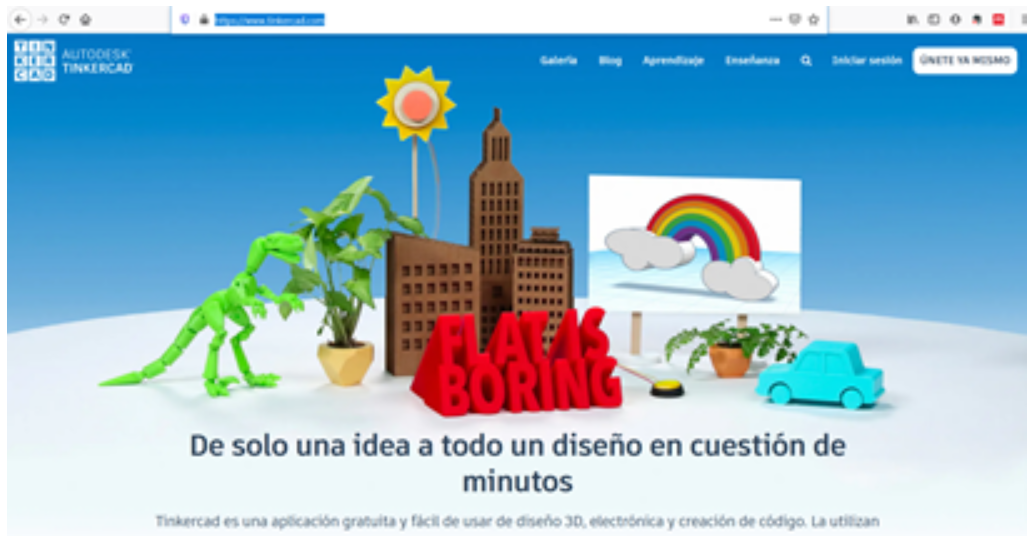 https://www.tinkercad.com
TIN
KER
CAD
AUTODESK
TINKERCAD
Galería Blog Aprendizaje Enseñanza Iniciar sesión ÚNETE YA MISMO
FLAT IS
BORING
De solo una idea a todo un diseño en cuestión de
minutos
Tinkercad es una aplicación gratuita y fácil de usar de diseño 3D, electrónica y creación de código. La utilizan